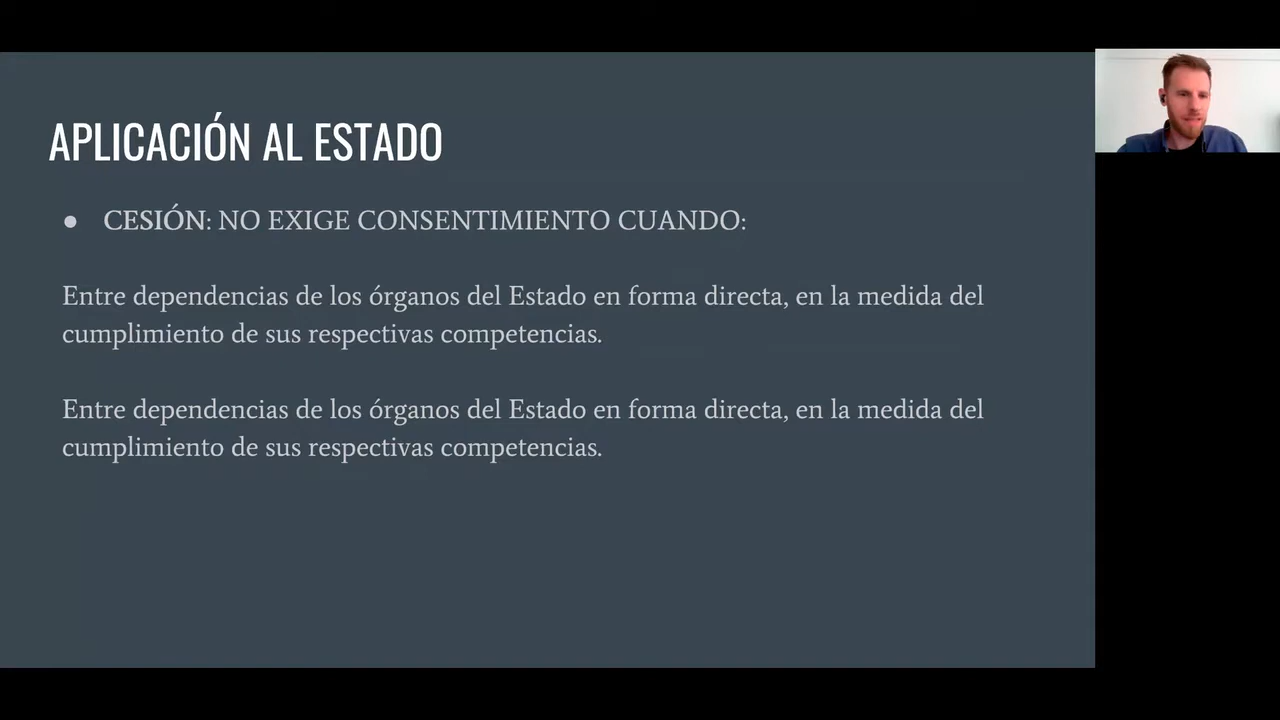 APLICACIÓN AL ESTADO
● CESIÓN: NO EXIGE CONSENTIMIENTO CUANDO:
Entre dependencias de los órganos del Estado en forma directa, en la medida del
cumplimiento de sus respectivas competencias.
Entre dependencias de los órganos del Estado en forma directa, en la medida del
cumplimiento de sus respectivas competencias.